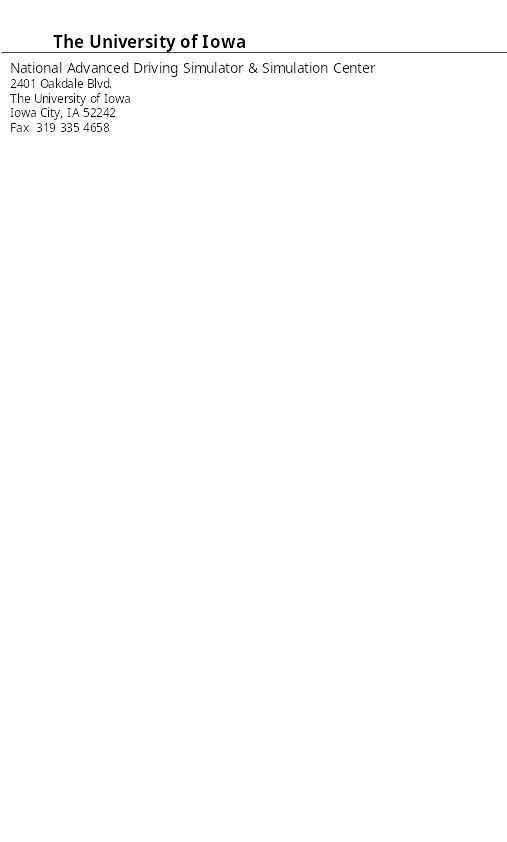 The University of Iowa
National Advanced Driving Simulator & Simulation Center
2401 Oakdale Blvd.
The University of Iowa
Iowa City, IA 52242
Fax 319 335 4658